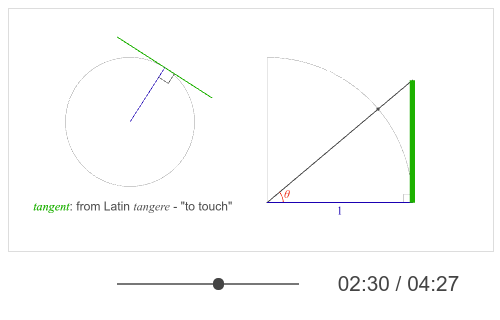 tangent: from Latin tangere - "to touch"
θ
1
02:30 / 04:27